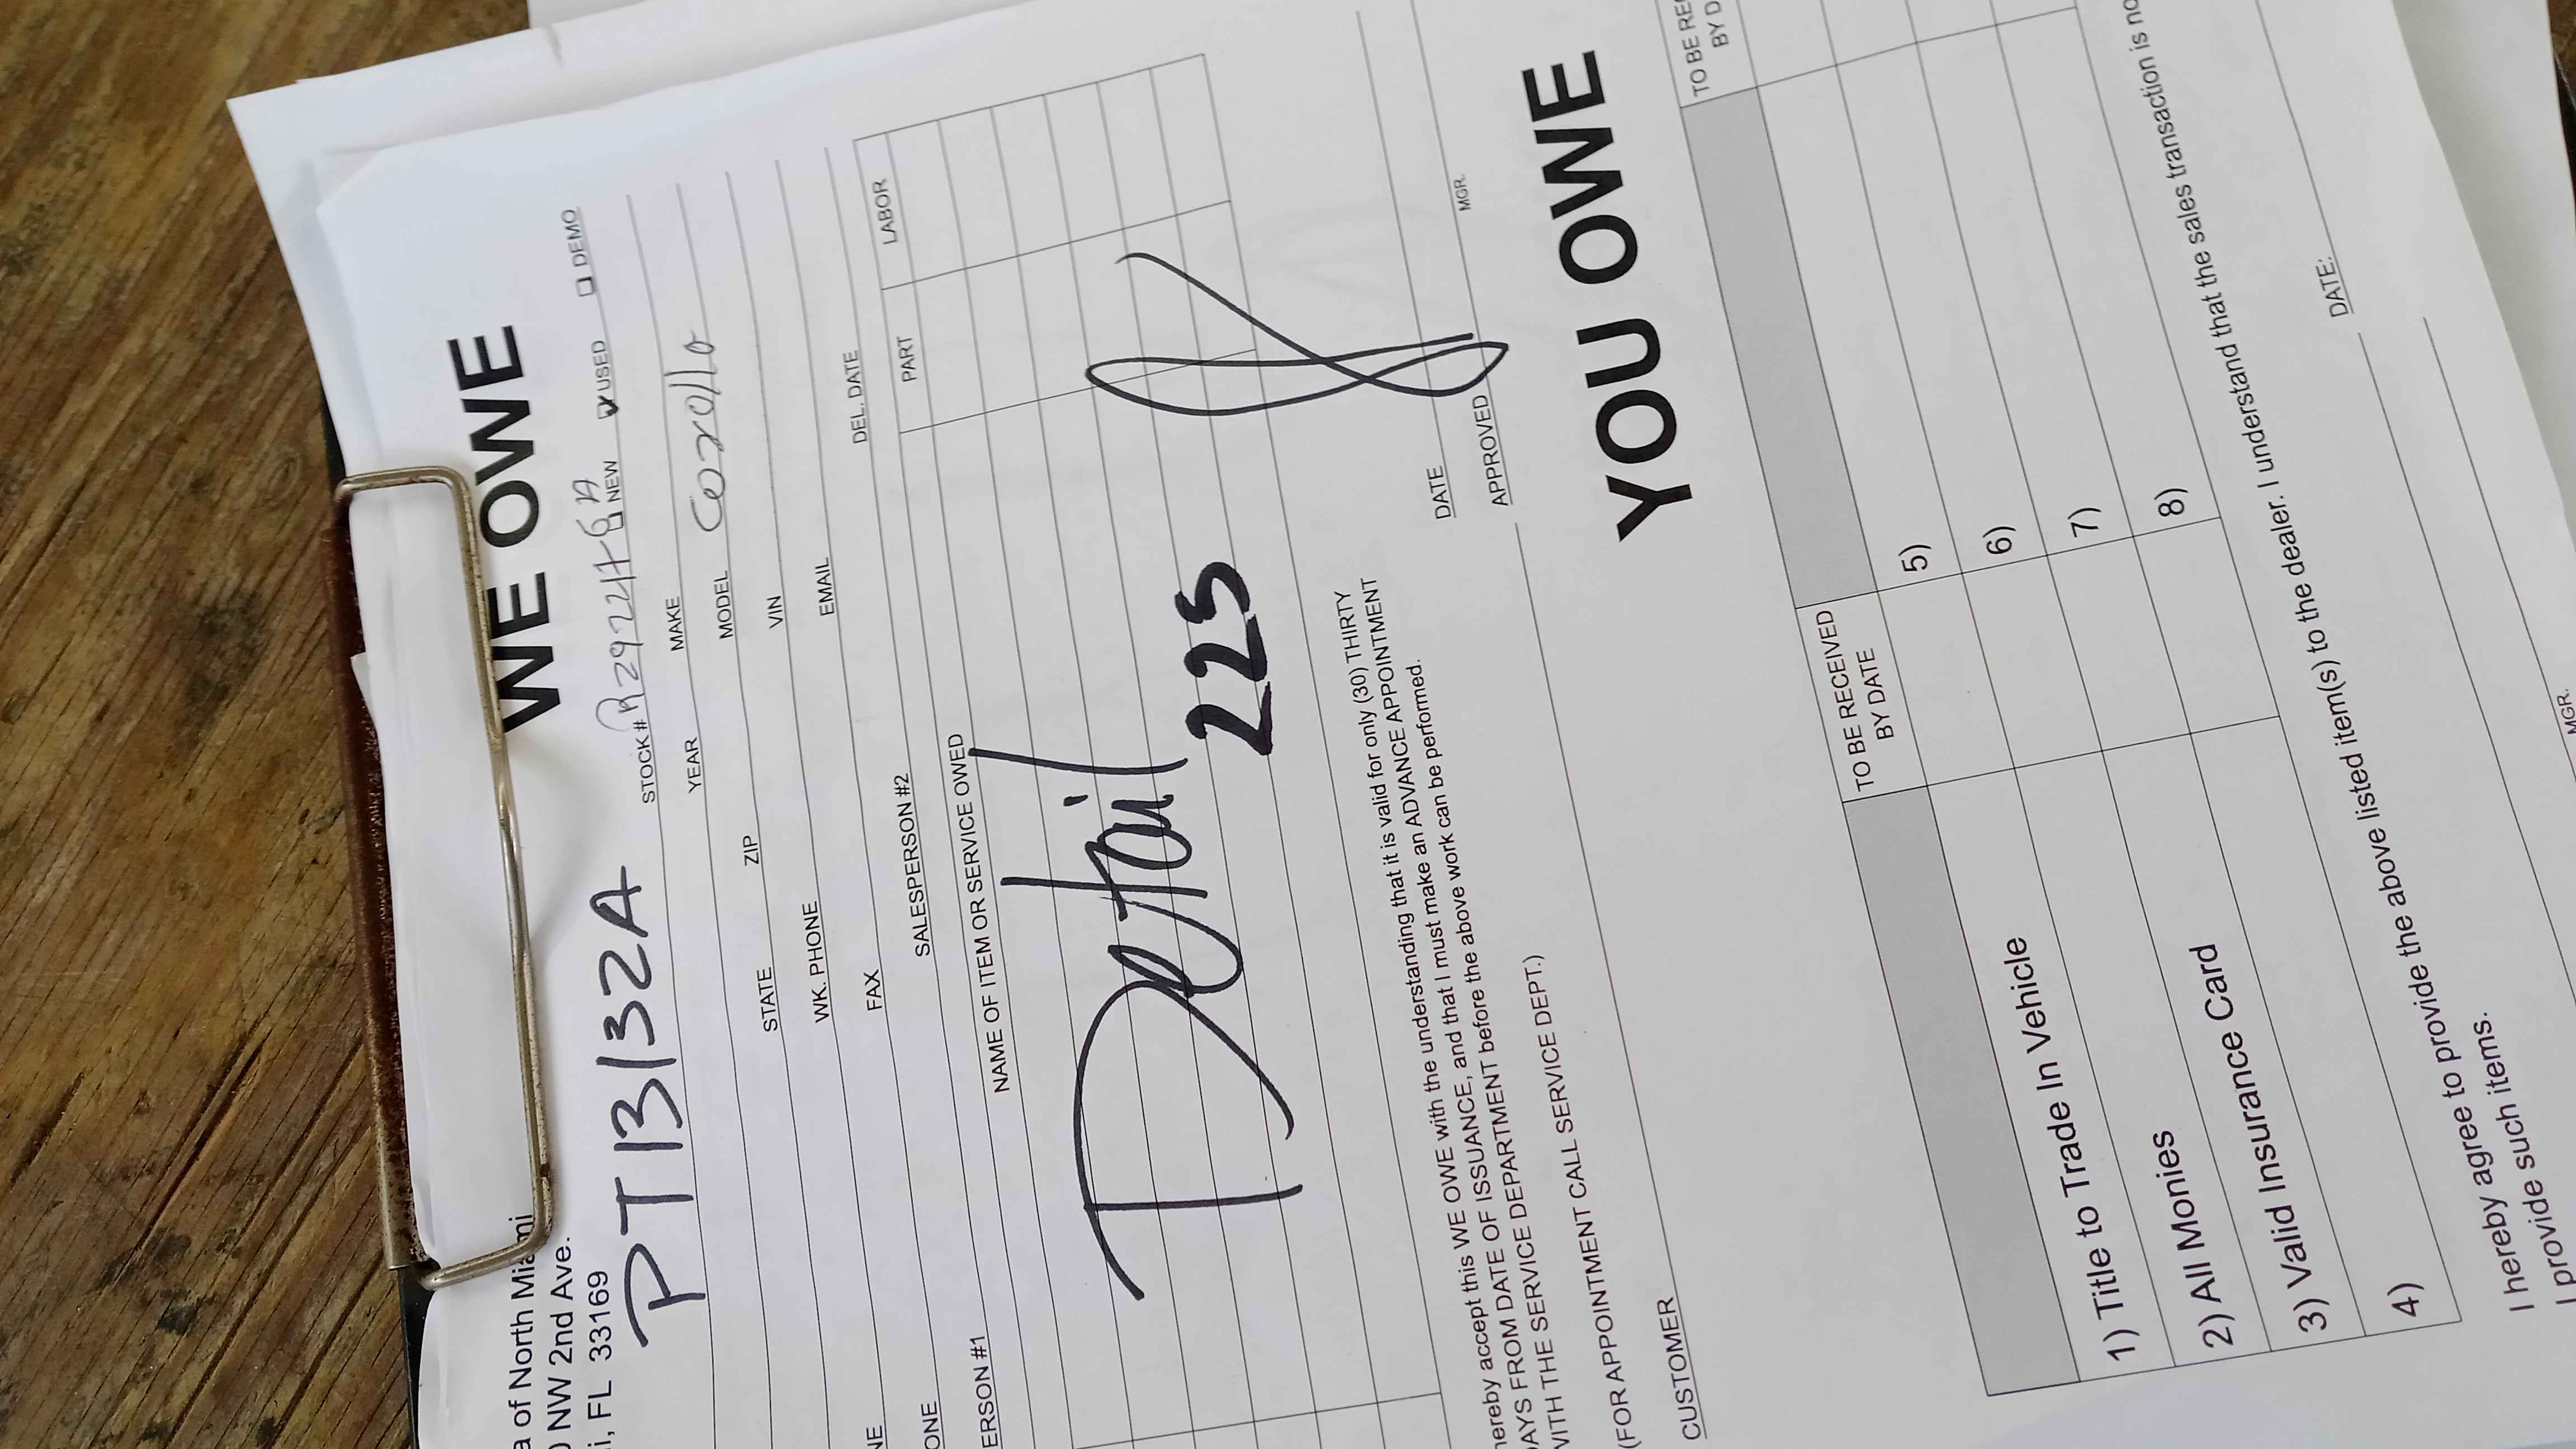 WE OWE
a of North Miami
NW 2nd Ave.
i, FL 33169
PT13132A
STOCK # R292476A
NEW USED DEMO
YEAR MAKE
MODEL Corolla
STATE ZIP VIN
WK. PHONE EMAIL
FAX DEL. DATE
ERSON #1 SALESPERSON #2
NAME OF ITEM OR SERVICE OWED PART LABOR
Detail
225
hereby accept this WE OWE with the understanding that it is valid for only (30) THIRTY
DAYS FROM DATE OF ISSUANCE, and that I must make an ADVANCE APPOINTMENT
WITH THE SERVICE DEPARTMENT before the above work can be performed.
(FOR APPOINTMENT CALL SERVICE DEPT.)
DATE
CUSTOMER APPROVED MGR.
YOU OWE
TO BE RECEIVED BY DATE
1) Title to Trade In Vehicle 5)
2) All Monies 6)
3) Valid Insurance Card 7)
4) 8)
I hereby agree to provide the above listed item(s) to the dealer. I understand that the sales transaction is
I provide such items.
DATE:
MGR.